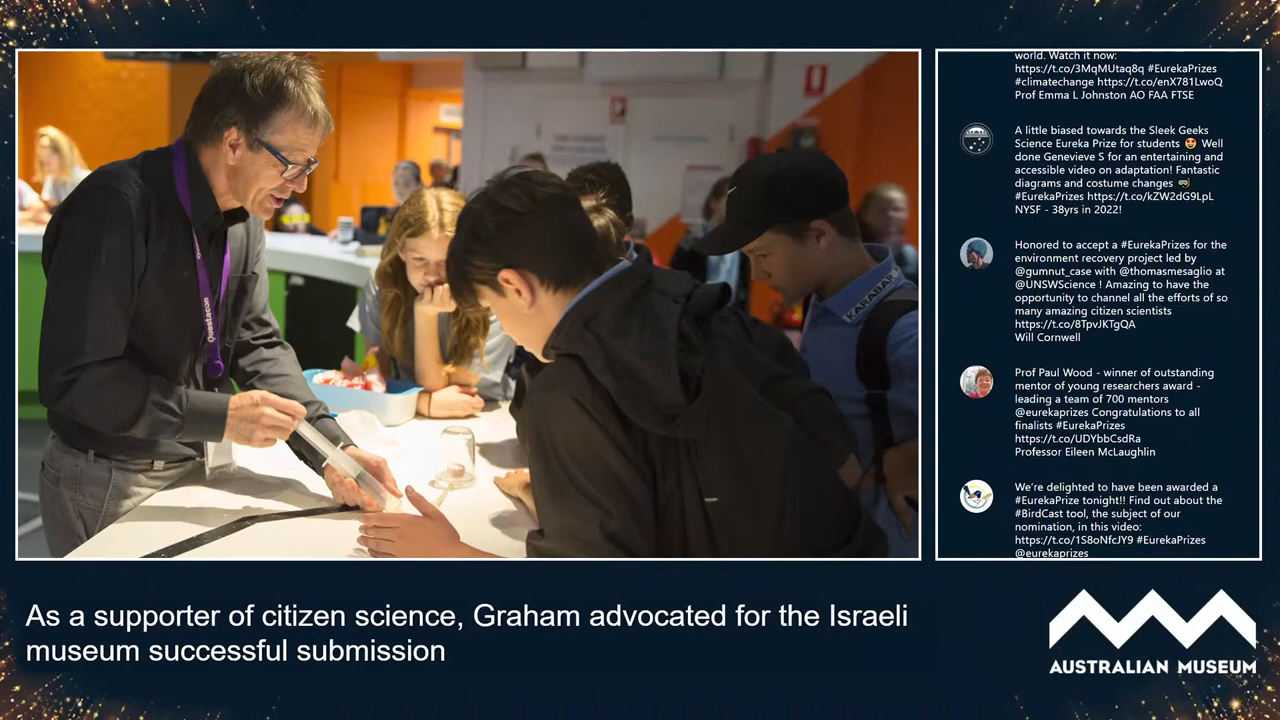 Questacon
KARABAR
world. Watch it now:
https://t.co/3MqMUtaq8q #EurekaPrizes
#climatechange https://t.co/enX781LwoQ
Prof Emma L Johnston AO FAA FTSE
A little biased towards the Sleek Geeks
Science Eureka Prize for students 😍 Well
done Genevieve S for an entertaining and
accessible video on adaptation! Fantastic
diagrams and costume changes 🤿
#EurekaPrizes https://t.co/kZW2dG9LpL
NYSF - 38yrs in 2022!
Honored to accept a #EurekaPrizes for the
environment recovery project led by
@gumnut_case with @thomasmesaglio at
@UNSWScience ! Amazing to have the
opportunity to channel all the efforts of so
many amazing citizen scientists
https://t.co/8TpvJKTgQA
Will Cornwell
Prof Paul Wood - winner of outstanding
mentor of young researchers award -
leading a team of 700 mentors
@eurekaprizes Congratulations to all
finalists #EurekaPrizes
https://t.co/UDYbbCsdRa
Professor Eileen McLaughlin
We're delighted to have been awarded a
#EurekaPrize tonight!! Find out about the
#BirdCast tool, the subject of our
nomination, in this video:
https://t.co/1S8oNfcJY9 #EurekaPrizes
@eurekaprizes
As a supporter of citizen science, Graham advocated for the Israeli
museum successful submission
AUSTRALIAN MUSEUM